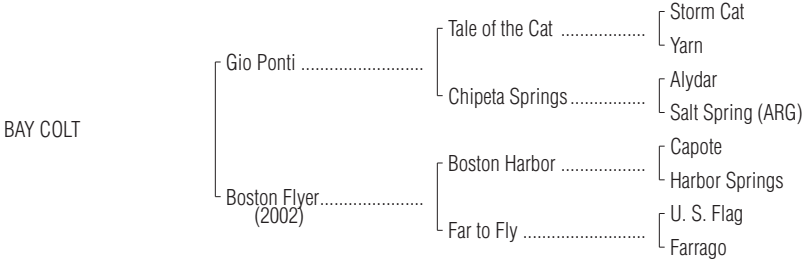 Storm Cat
Tale of the Cat ..................
Yarn
Gio Ponti ..........................
Alydar
Chipeta Springs................
Salt Spring (ARG)
BAY COLT
Capote
Boston Harbor ..................
Harbor Springs
Boston Flyer......................
(2002)
U. S. Flag
Far to Fly ..........................
Farrago